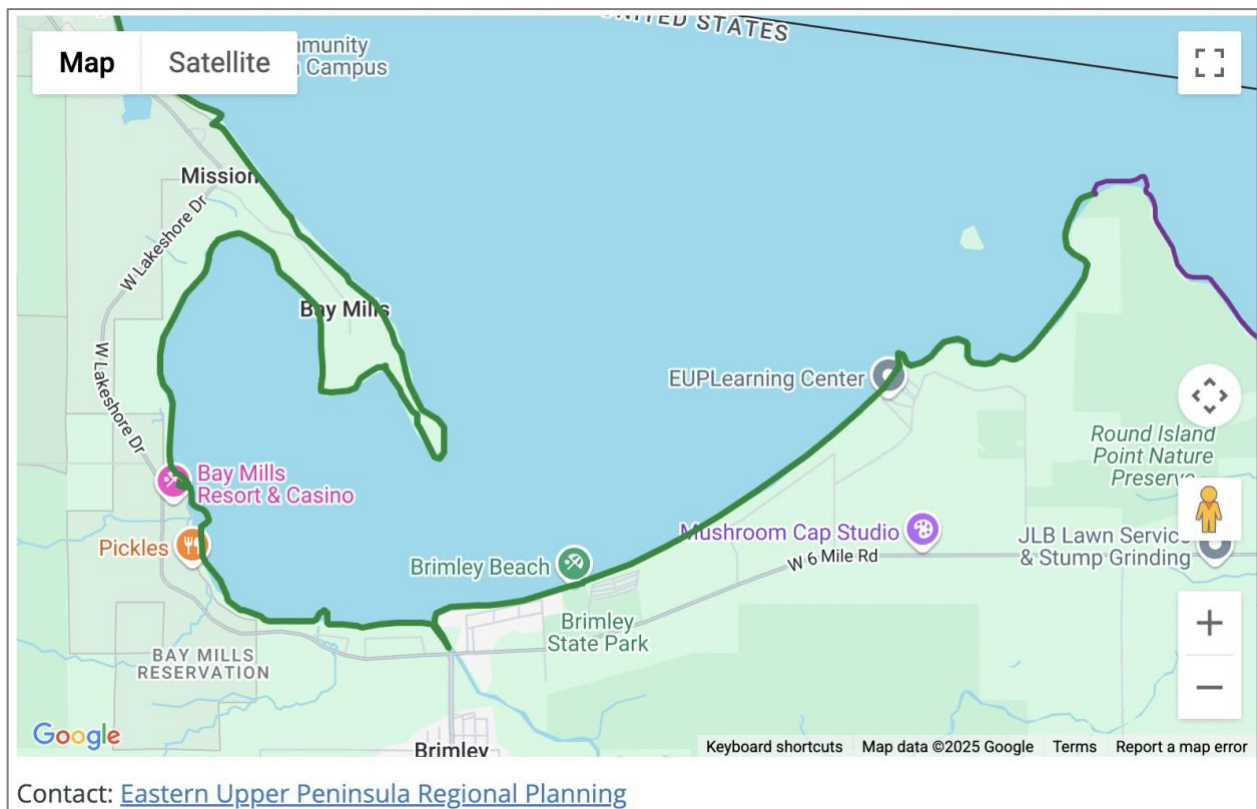 UNITED STATES
Map
Satellite
Campus
Mission
W Lakeshore Dr
Bay Mills
W Lakeshore Dr
EUPLearning Center
Round Island
Point Nature
Preserve
Bay Mills
Resort & Casino
Pickles
Mushroom Cap Studio
W 6 Mile Rd
JLB Lawn Service
& Stump Grinding
Brimley Beach
Brimley
State Park
BAY MILLS
RESERVATION
Brimley
Google
Keyboard shortcuts
Map data ©2025 Google
Terms
Report a map error
Contact: Eastern Upper Peninsula Regional Planning